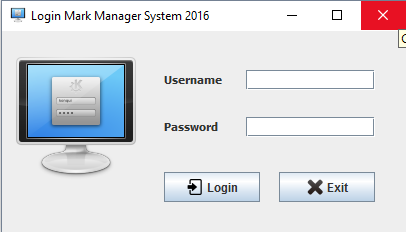 Login Mark Manager System 2016
Username
Password
Login
Exit